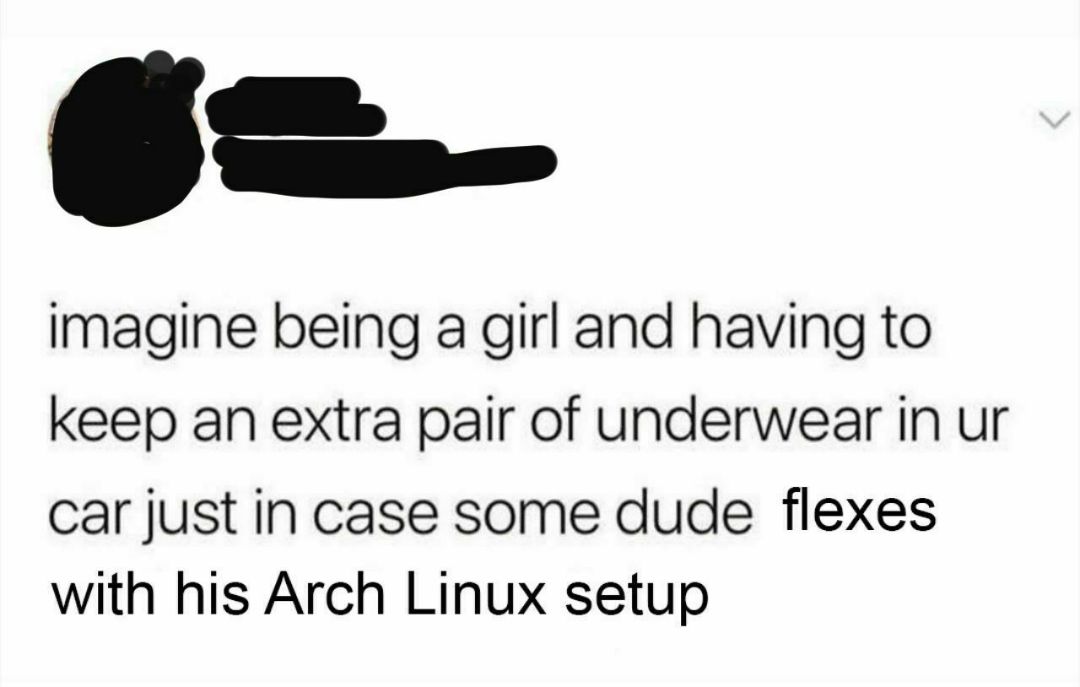 imagine being a girl and having to
keep an extra pair of underwear in ur
car just in case some dude flexes
with his Arch Linux setup